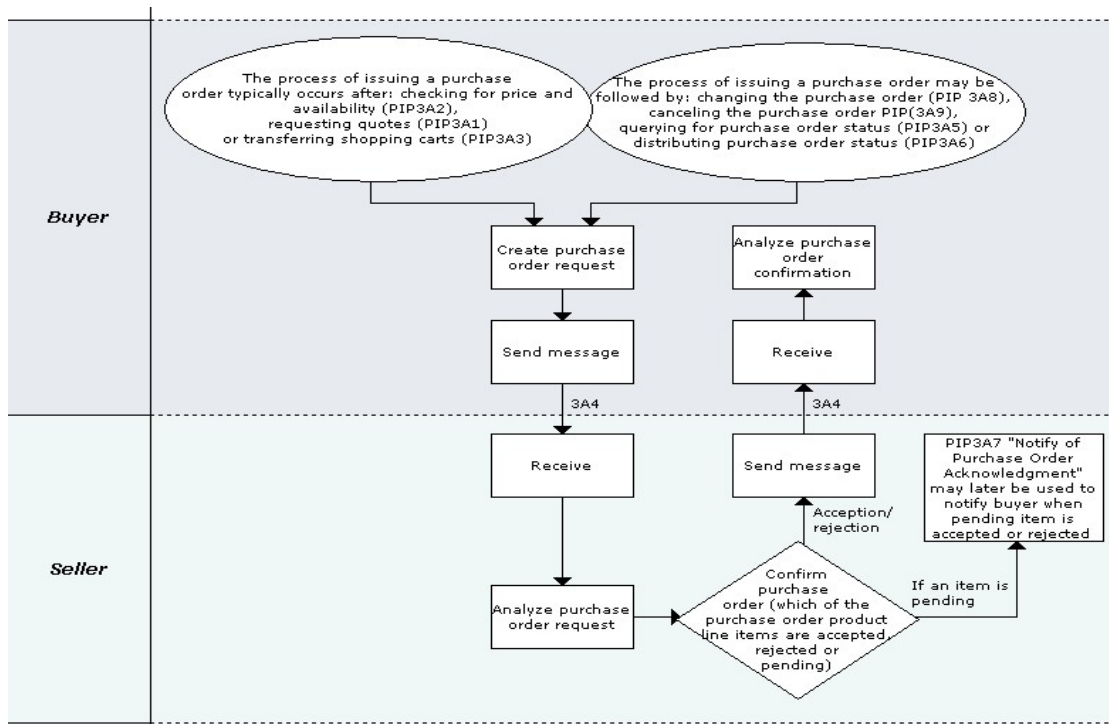 The process of issuing a purchase
order typically occurs after: checking for price and
availability (PIP3A2),
requesting quotes (PIP3A1)
or transferring shopping carts (PIP3A3)
The process of issuing a purchase order may be
followed by: changing the purchase order (PIP 3A8),
canceling the purchase order PIP(3A9),
querying for purchase order status (PIP3A5) or
distributing purchase order status (PIP3A6)
Buyer
Create purchase
order request
Analyze purchase
order
confirmation
Send message
Receive
3A4
3A4
Seller
Receive
Send message
PIP3A7 "Notify of
Purchase Order
Acknowledgment"
may later be used to
notify buyer when
pending item is
accepted or rejected
Acception/
rejection
Analyze purchase
order request
Confirm
purchase
order (which of the
purchase order product
line items are accepted,
rejected or
pending)
If an item is
pending